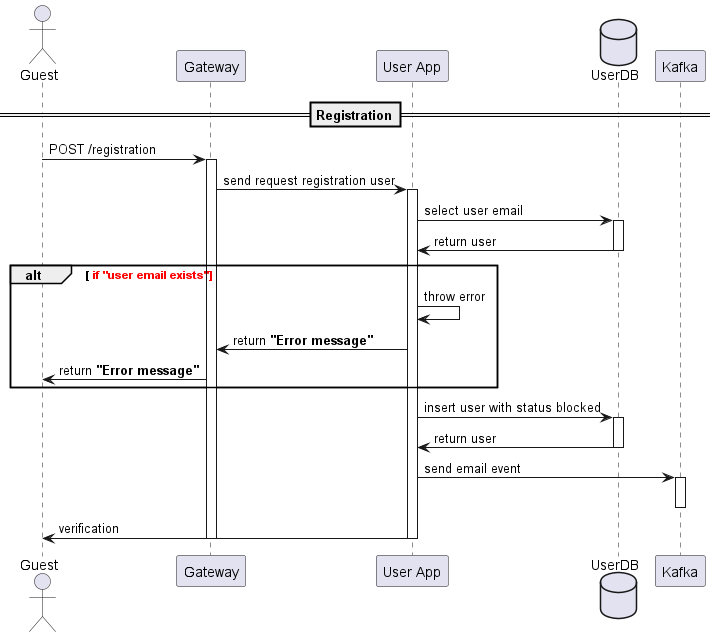 Guest
Gateway
User App
UserDB
Kafka
Registration
POST /registration
send request registration user
select user email
return user
alt [ if "user email exists"]
throw error
return "Error message"
return "Error message"
insert user with status blocked
return user
send email event
verification
Guest
Gateway
User App
UserDB
Kafka